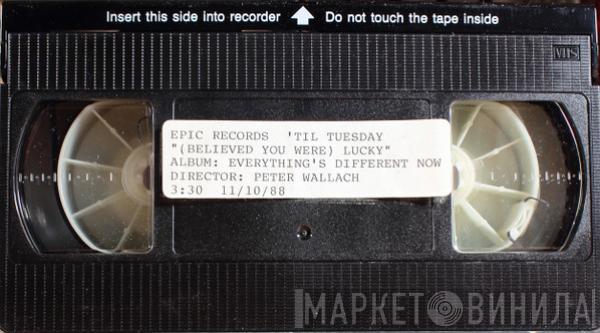 Insert this side into recorder Do not touch the tape inside
VHS
EPIC RECORDS 'TIL TUESDAY
"(BELIEVED YOU WERE) LUCKY"
ALBUM: EVERYTHING'S DIFFERENT NOW
DIRECTOR: PETER WALLACH
3:30 11/10/88
МАРКЕТ ВИНИЛА